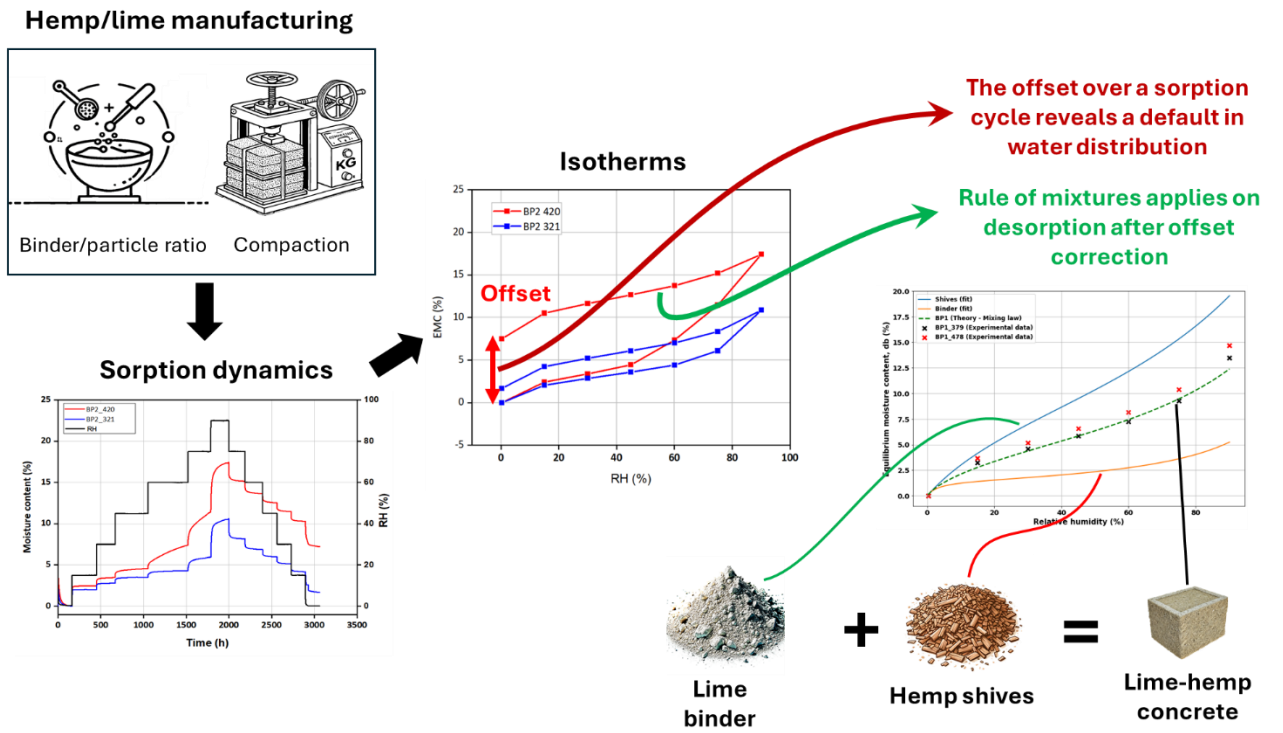 Hemp/lime manufacturing
KG
Binder/particle ratio
Compaction
Sorption dynamics
25
20
15
10
5
0
Moisture content (%)
BP2_420
BP2_321
RH
100
80
60
40
20
0
RH (%)
0
500
1000
1500
2000
2500
3000
3500
Time (h)
Isotherms
25
20
15
10
5
0
-5
EMC (%)
BP2 420
BP2 321
Offset
0
20
40
60
80
100
RH (%)
The offset over a sorption
cycle reveals a default in
water distribution
Rule of mixtures applies on
desorption after offset
correction
20.0
17.5
15.0
12.5
10.0
7.5
5.0
2.5
0.0
Equilibrium moisture content, db (%)
Shives (fit)
Binder (fit)
BP1 (Theory - Mixing law)
BP1_379 (Experimental data)
BP1_478 (Experimental data)
0
20
40
60
80
Relative humidity (%)
+
=
Lime
binder
Hemp shives
Lime-hemp
concrete